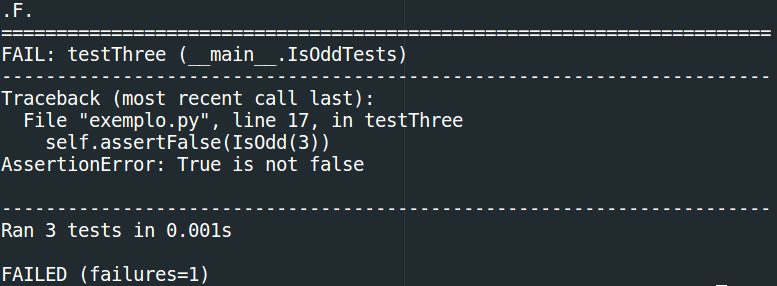 .F.
======================================================================
FAIL: testThree (__main__.IsOddTests)
----------------------------------------------------------------------
Traceback (most recent call last):
  File "exemplo.py", line 17, in testThree
    self.assertFalse(IsOdd(3))
AssertionError: True is not false

----------------------------------------------------------------------
Ran 3 tests in 0.001s

FAILED (failures=1)